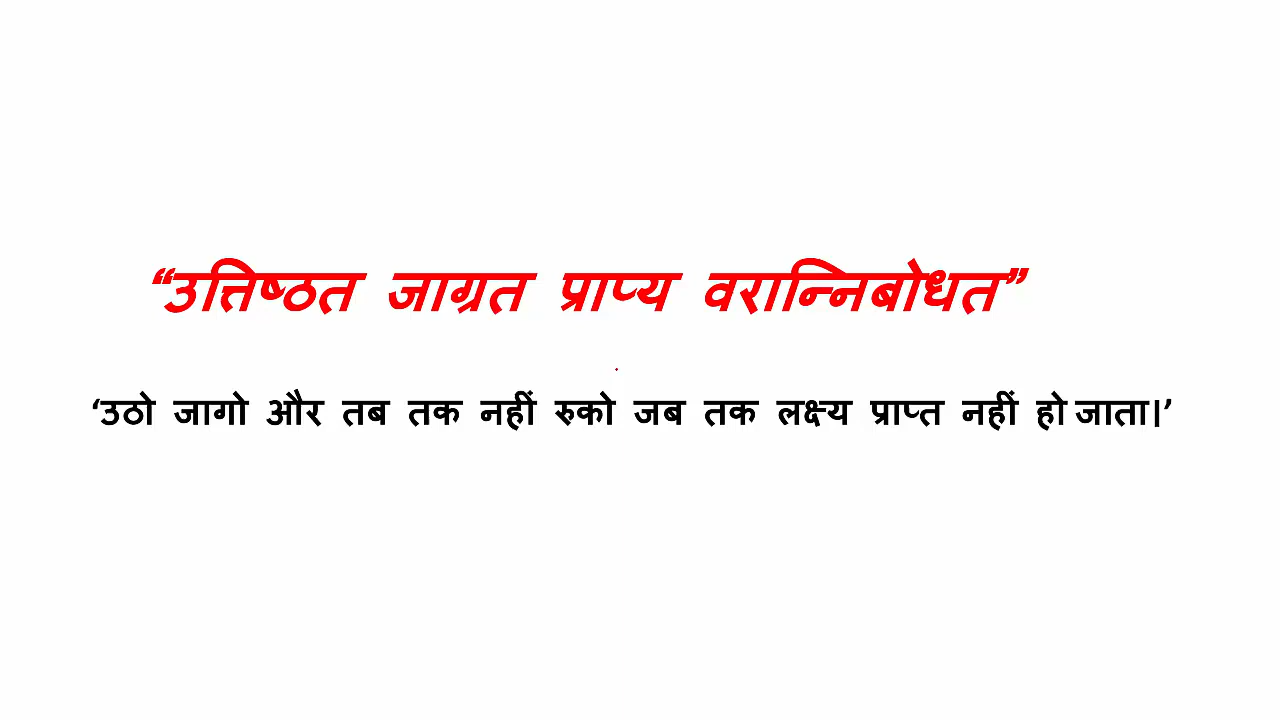 “उत्तिष्ठत जाग्रत प्राप्य वरान्निबोधत”
‘उठो जागो और तब तक नहीं रुको जब तक लक्ष्य प्राप्त नहीं हो जाता।’